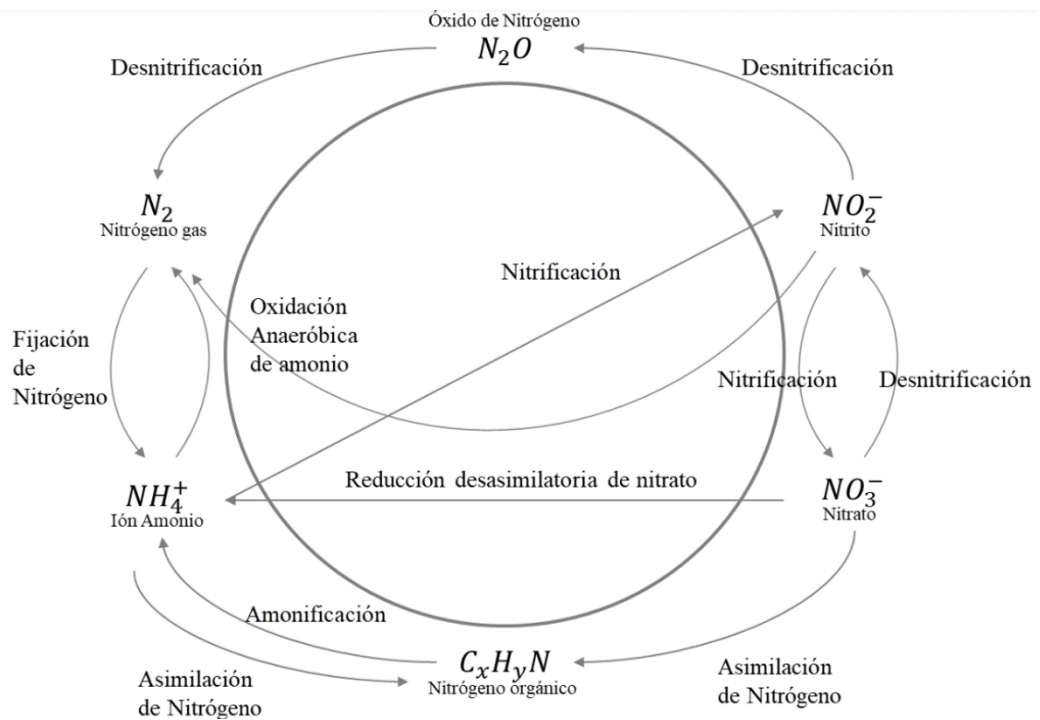 Óxido de Nitrógeno
N₂O
Desnitrificación
Desnitrificación
N₂
Nitrógeno gas
NO₂⁻
Nitrito
Nitrificación
Oxidación
Anaeróbica
de amonio
Fijación
de
Nitrógeno
Nitrificación
Desnitrificación
Reducción desasimilatoria de nitrato
NH₄⁺
Ión Amonio
NO₃⁻
Nitrato
Amonificación
CₓHᵧN
Nitrógeno orgánico
Asimilación
de Nitrógeno
Asimilación
de Nitrógeno